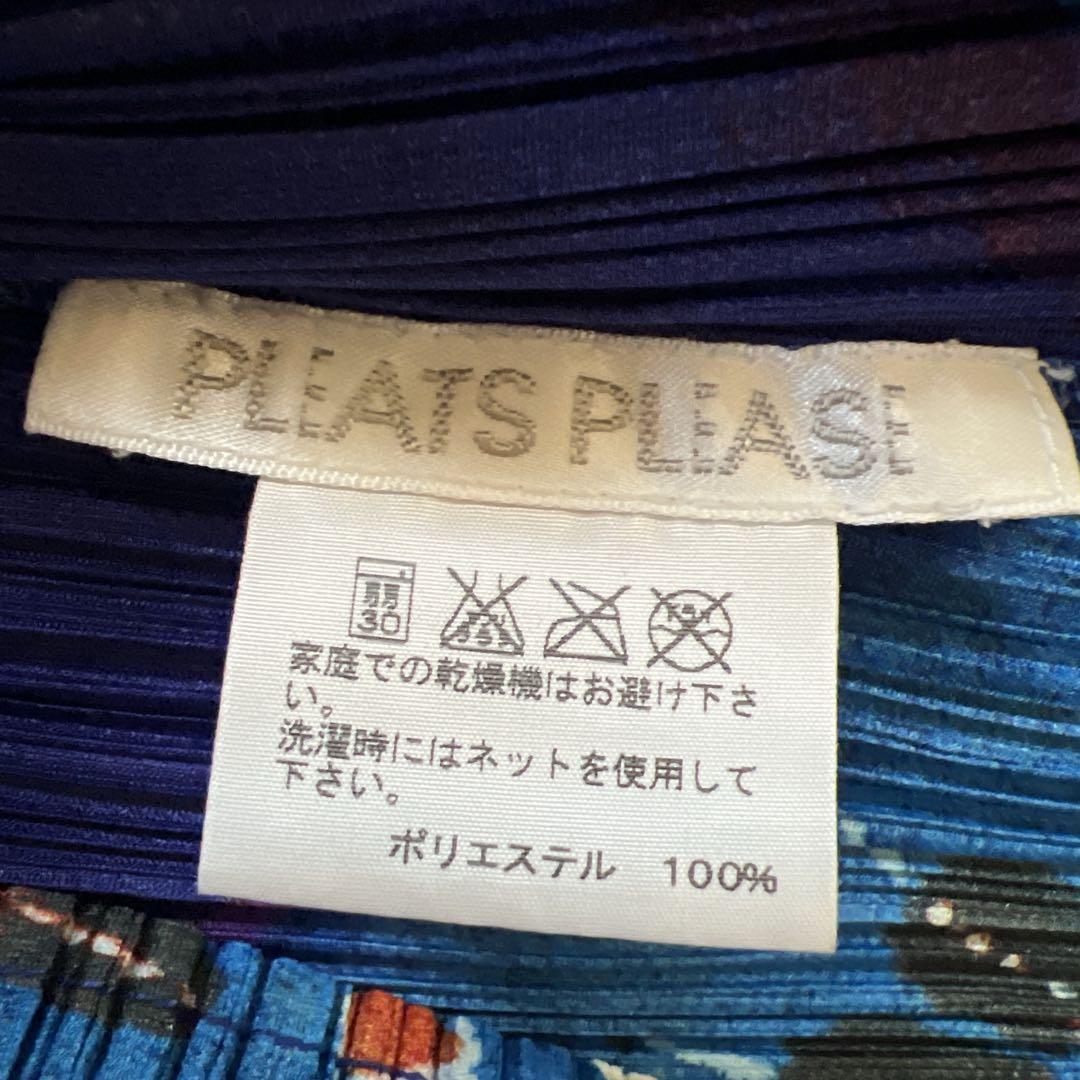 PLEATS PLEASE
弱
30
家庭での乾燥機はお避け下さ
い。
洗濯時にはネットを使用して
下さい。
ポリエステル 100%